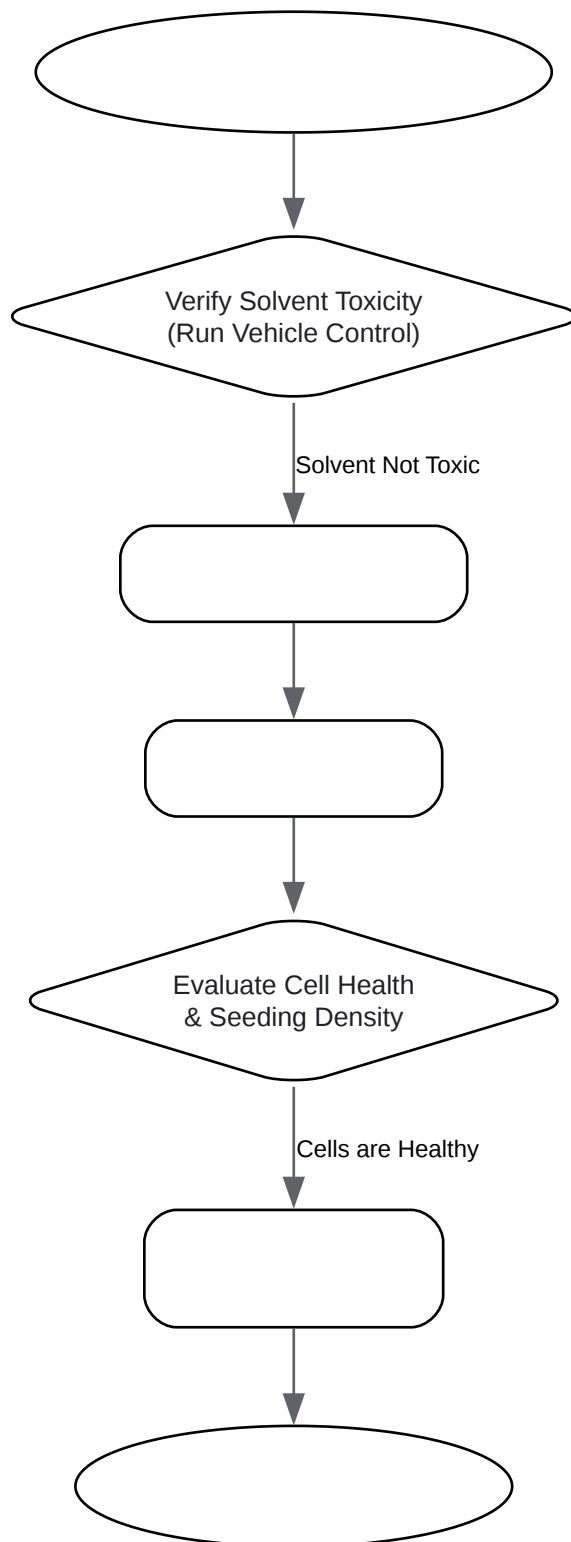 Verify Solvent Toxicity
(Run Vehicle Control)
Solvent Not Toxic
Evaluate Cell Health
& Seeding Density
Cells are Healthy